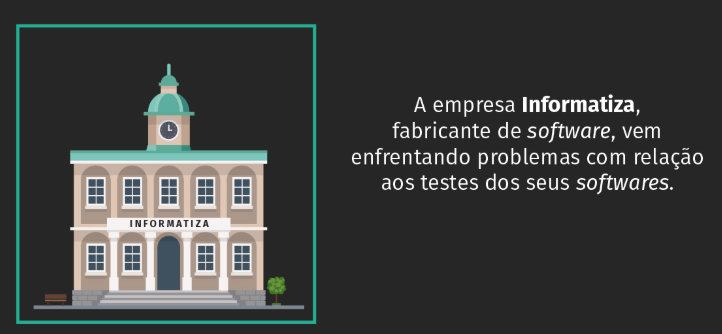 INFORMATIZA
A empresa Informatiza,
fabricante de software, vem
enfrentando problemas com relação
aos testes dos seus softwares.